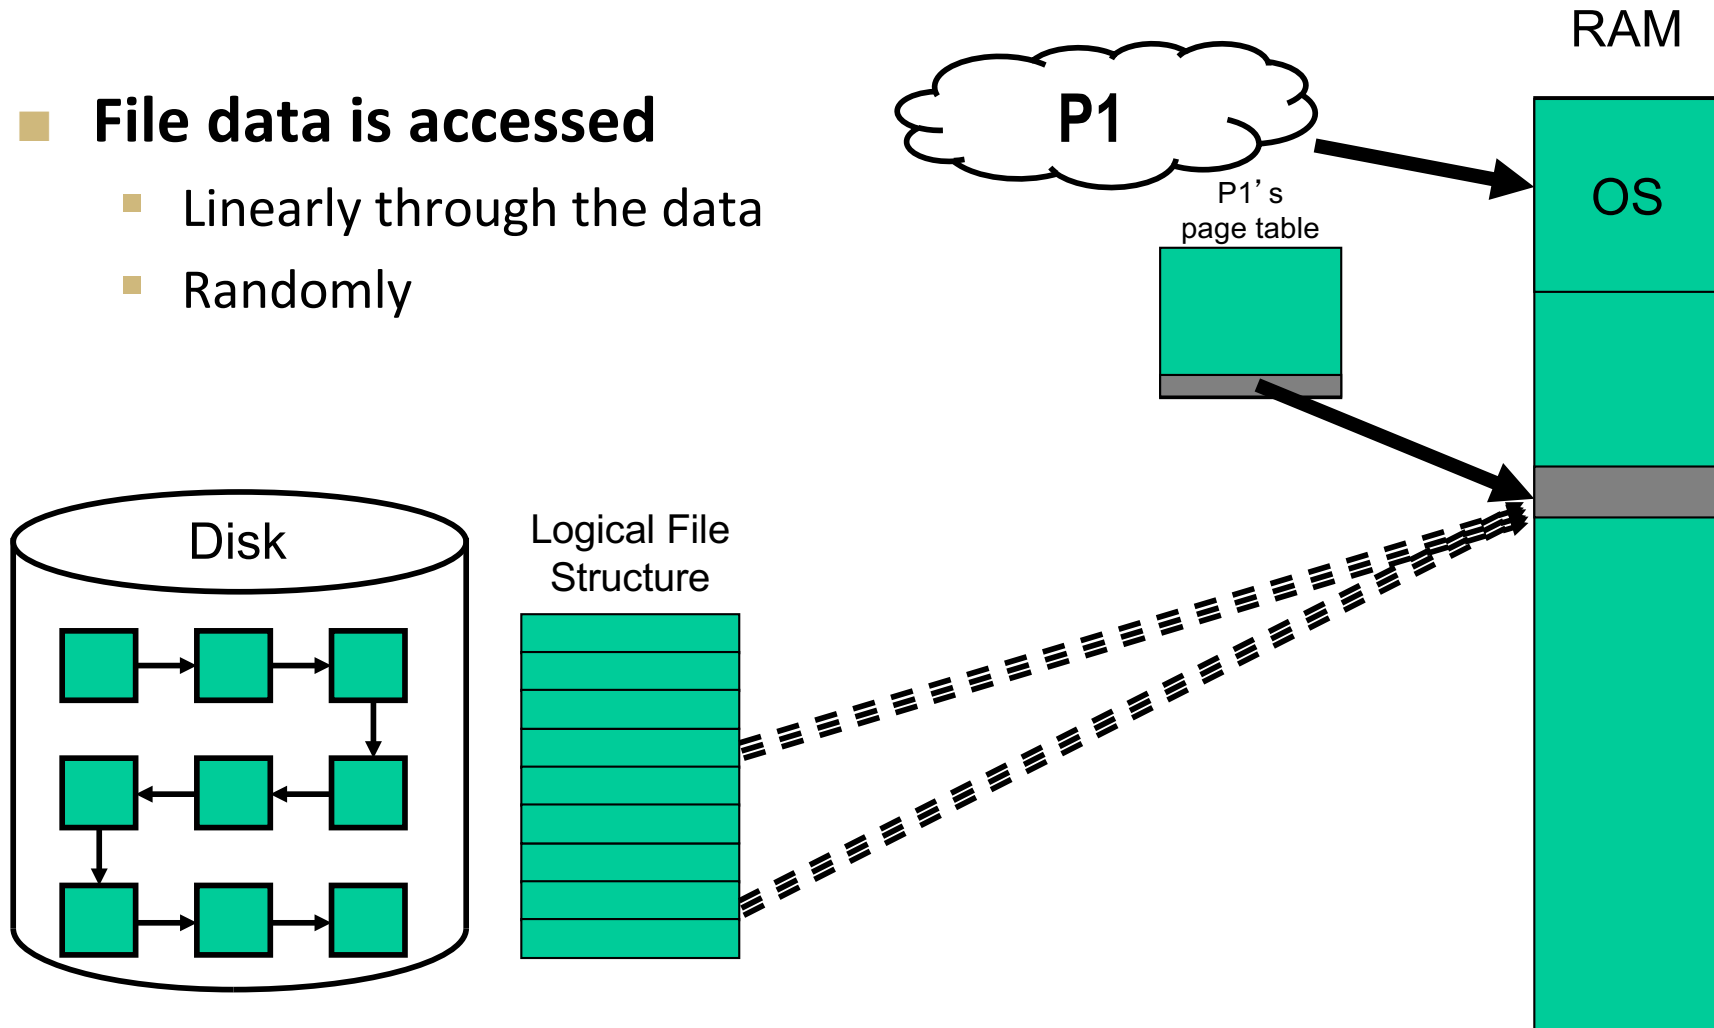 File data is accessed
Linearly through the data
Randomly
P1
P1's
page table
RAM
OS
Disk
Logical File
Structure